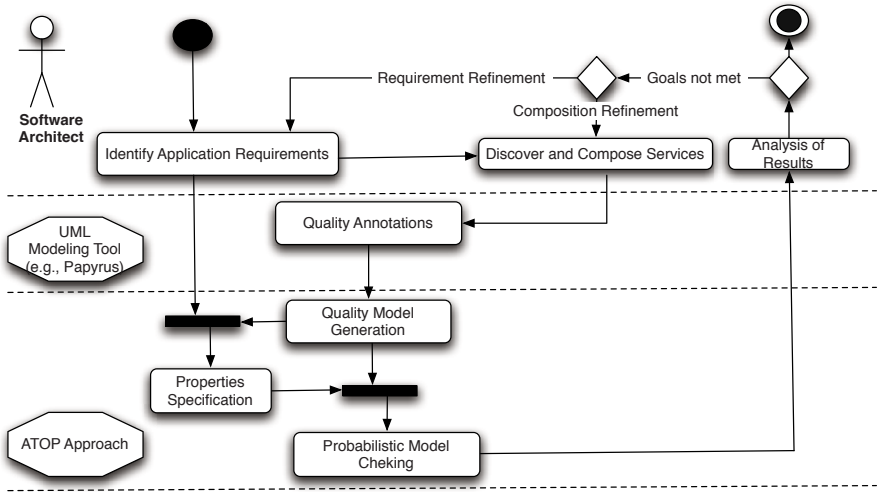 Requirement Refinement
Goals not met
Composition Refinement
Software
Architect
Identify Application Requirements
Discover and Compose Services
Analysis of
Results
UML
Modeling Tool
(e.g., Papyrus)
Quality Annotations
Quality Model
Generation
Properties
Specification
ATOP Approach
Probabilistic Model
Cheking